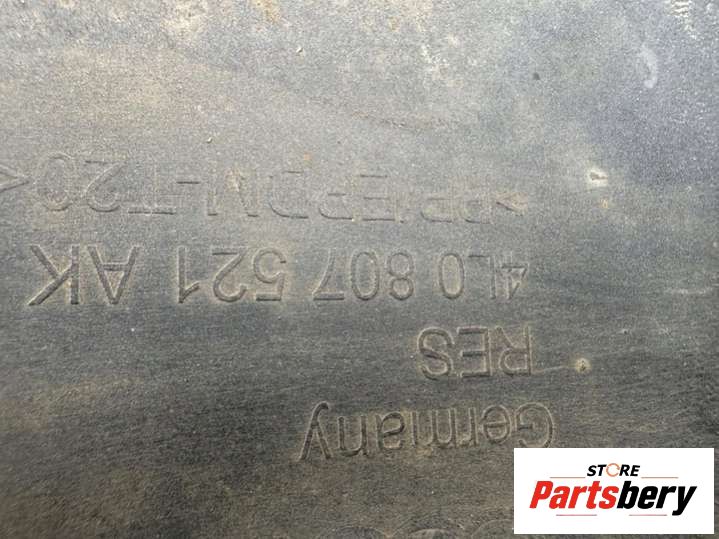 Germany
RES
4L0 807 521 AK
>PP/EPDM-T20<
STORE
Partsbery